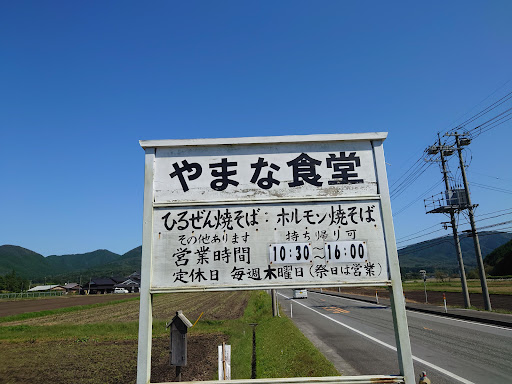 やまな食堂
ひるぜん焼そば：ホルモン焼そば
その他あります　持ち帰り可
営業時間 10:30～16:00
定休日 毎週木曜日（祭日は営業）